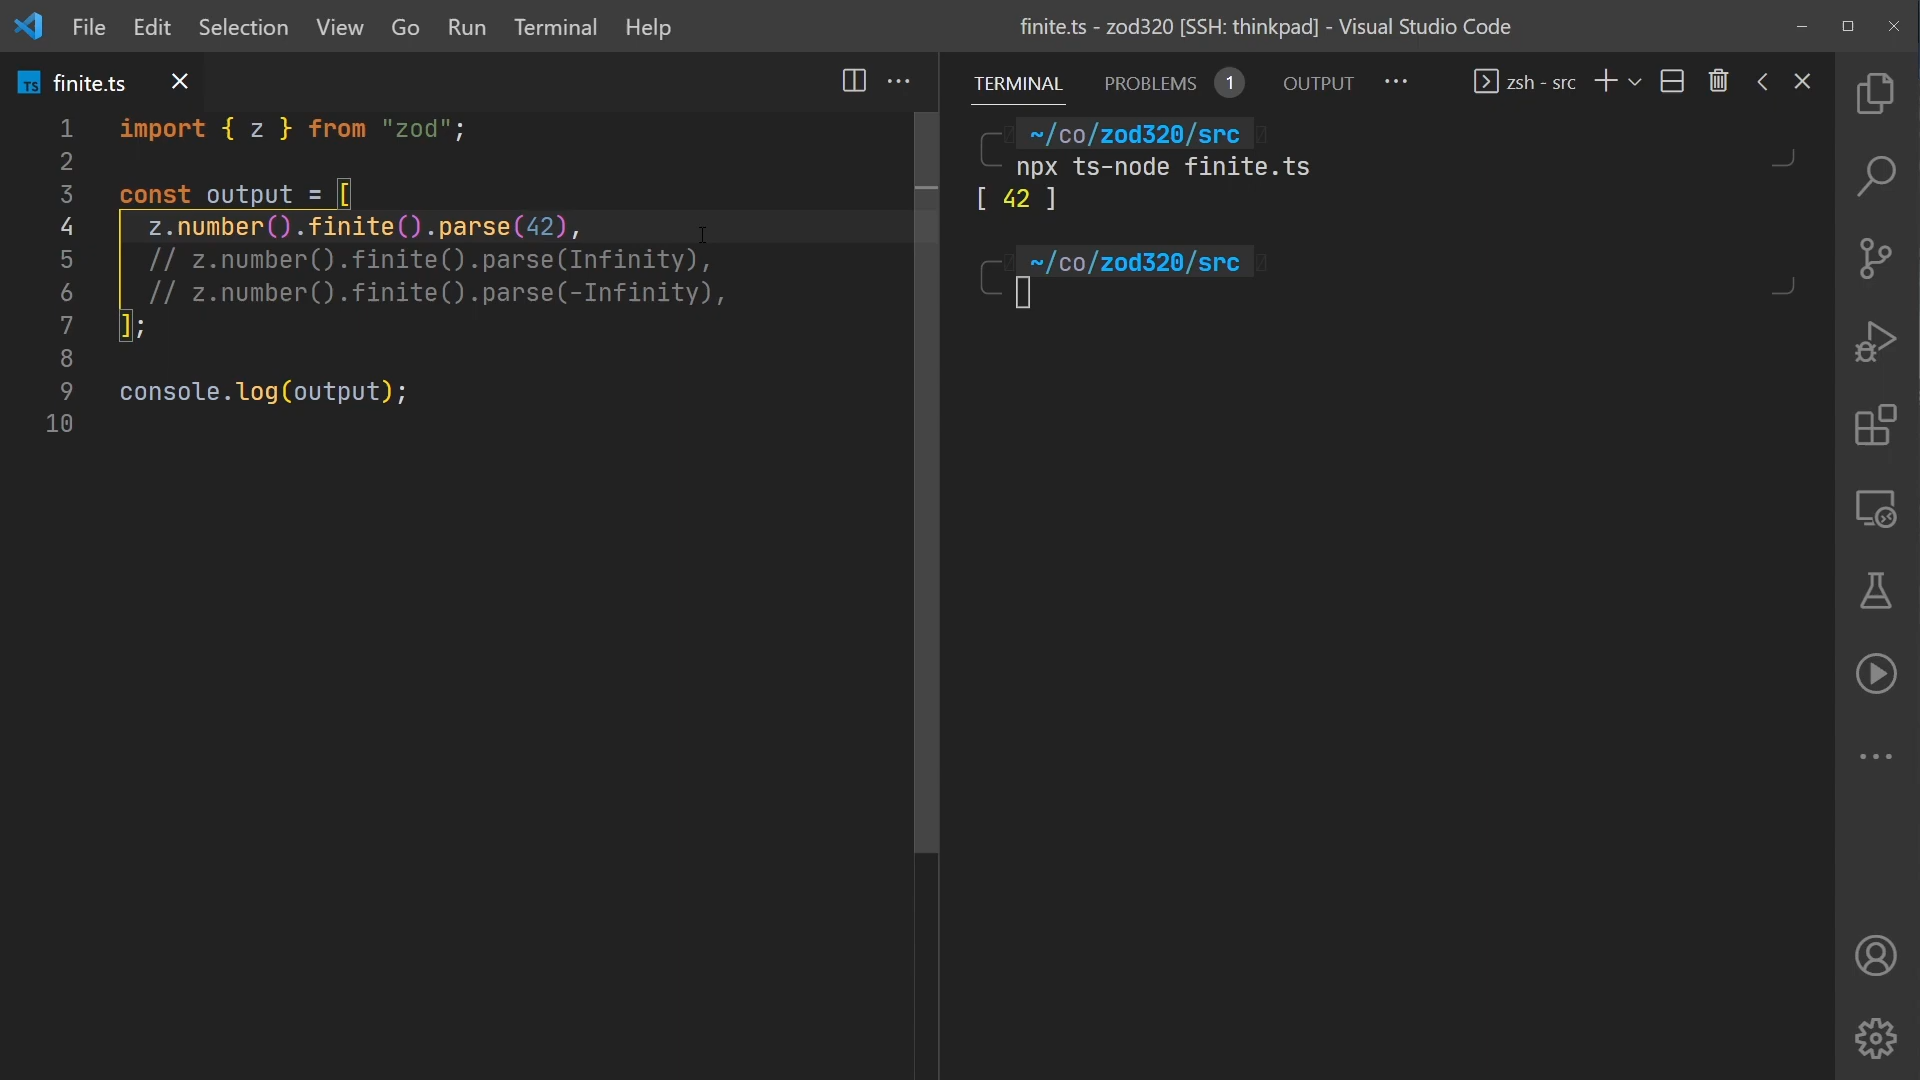 File Edit Selection View Go Run Terminal Help
finite.ts - zod320 [SSH: thinkpad] - Visual Studio Code
TS finite.ts
1 import { z } from "zod";
2
3 const output = [
4 z.number().finite().parse(42),
5 // z.number().finite().parse(Infinity),
6 // z.number().finite().parse(-Infinity),
7 ];
8
9 console.log(output);
10
TERMINAL PROBLEMS 1 OUTPUT zsh - src
~/co/zod320/src
npx ts-node finite.ts
[ 42 ]
~/co/zod320/src